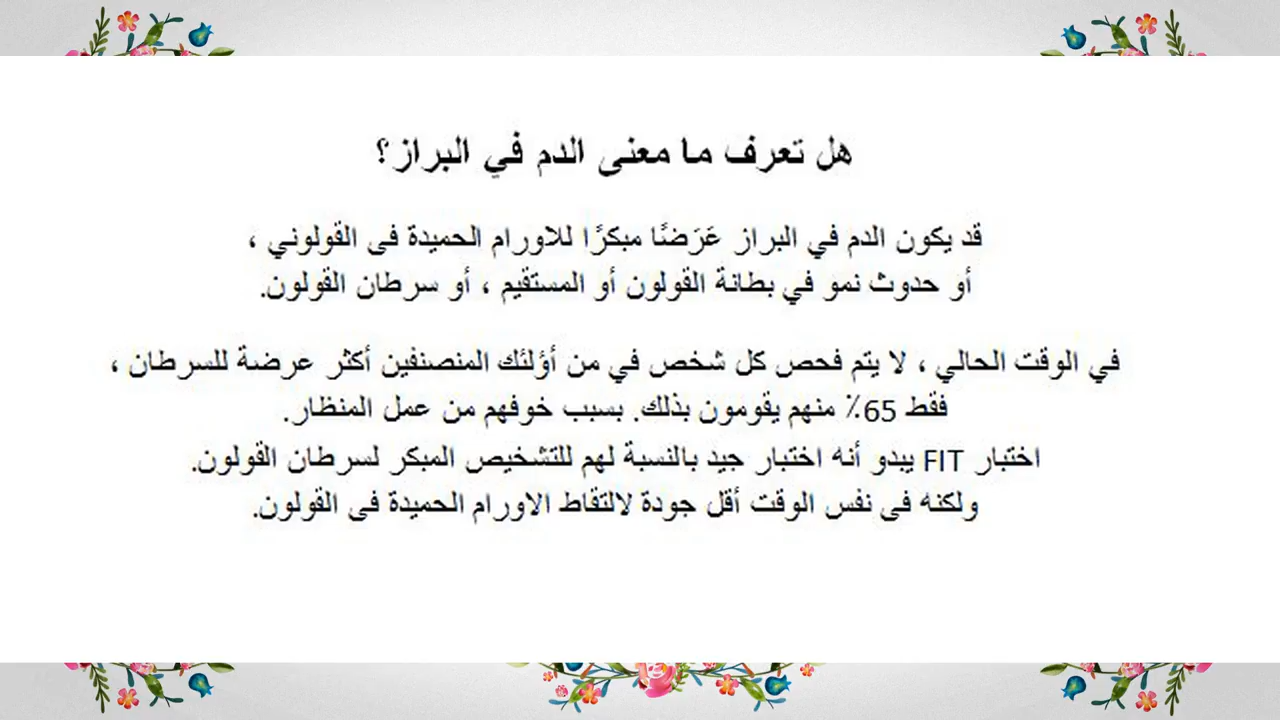 هل تعرف ما معنى الدم في البراز؟
قد يكون الدم في البراز عَرَضًا مبكرًا للاورام الحميدة فى القولوني ،
أو حدوث نمو في بطانة القولون أو المستقيم ، أو سرطان القولون.
في الوقت الحالي ، لا يتم فحص كل شخص في من أؤلئك المنصنفين أكثر عرضة للسرطان ،
فقط 65٪ منهم يقومون بذلك. بسبب خوفهم من عمل المنظار.
اختبار FIT يبدو أنه اختبار جيد بالنسبة لهم للتشخيص المبكر لسرطان القولون.
ولكنه فى نفس الوقت أقل جودة لالتقاط الاورام الحميدة فى القولون.